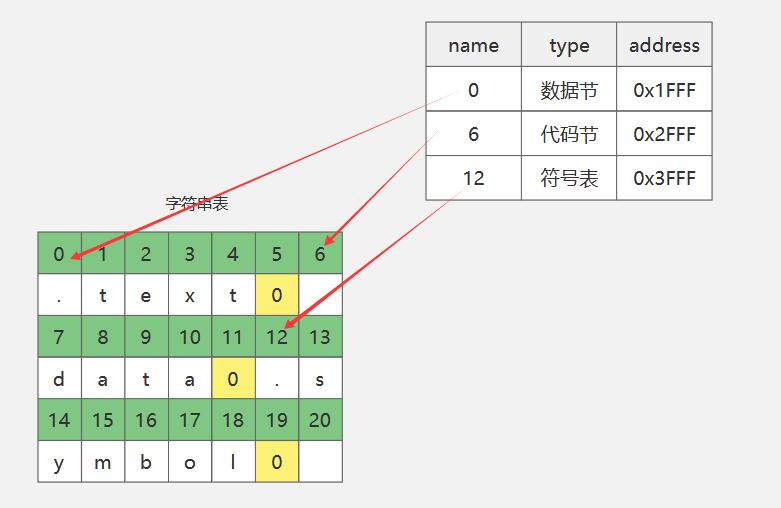 name type address
0 数据节 0x1FFF
6 代码节 0x2FFF
12 符号表 0x3FFF
字符串表
0 1 2 3 4 5 6
. t e x t 0
7 8 9 10 11 12 13
d a t a 0 . s
14 15 16 17 18 19 20
y m b o l 0